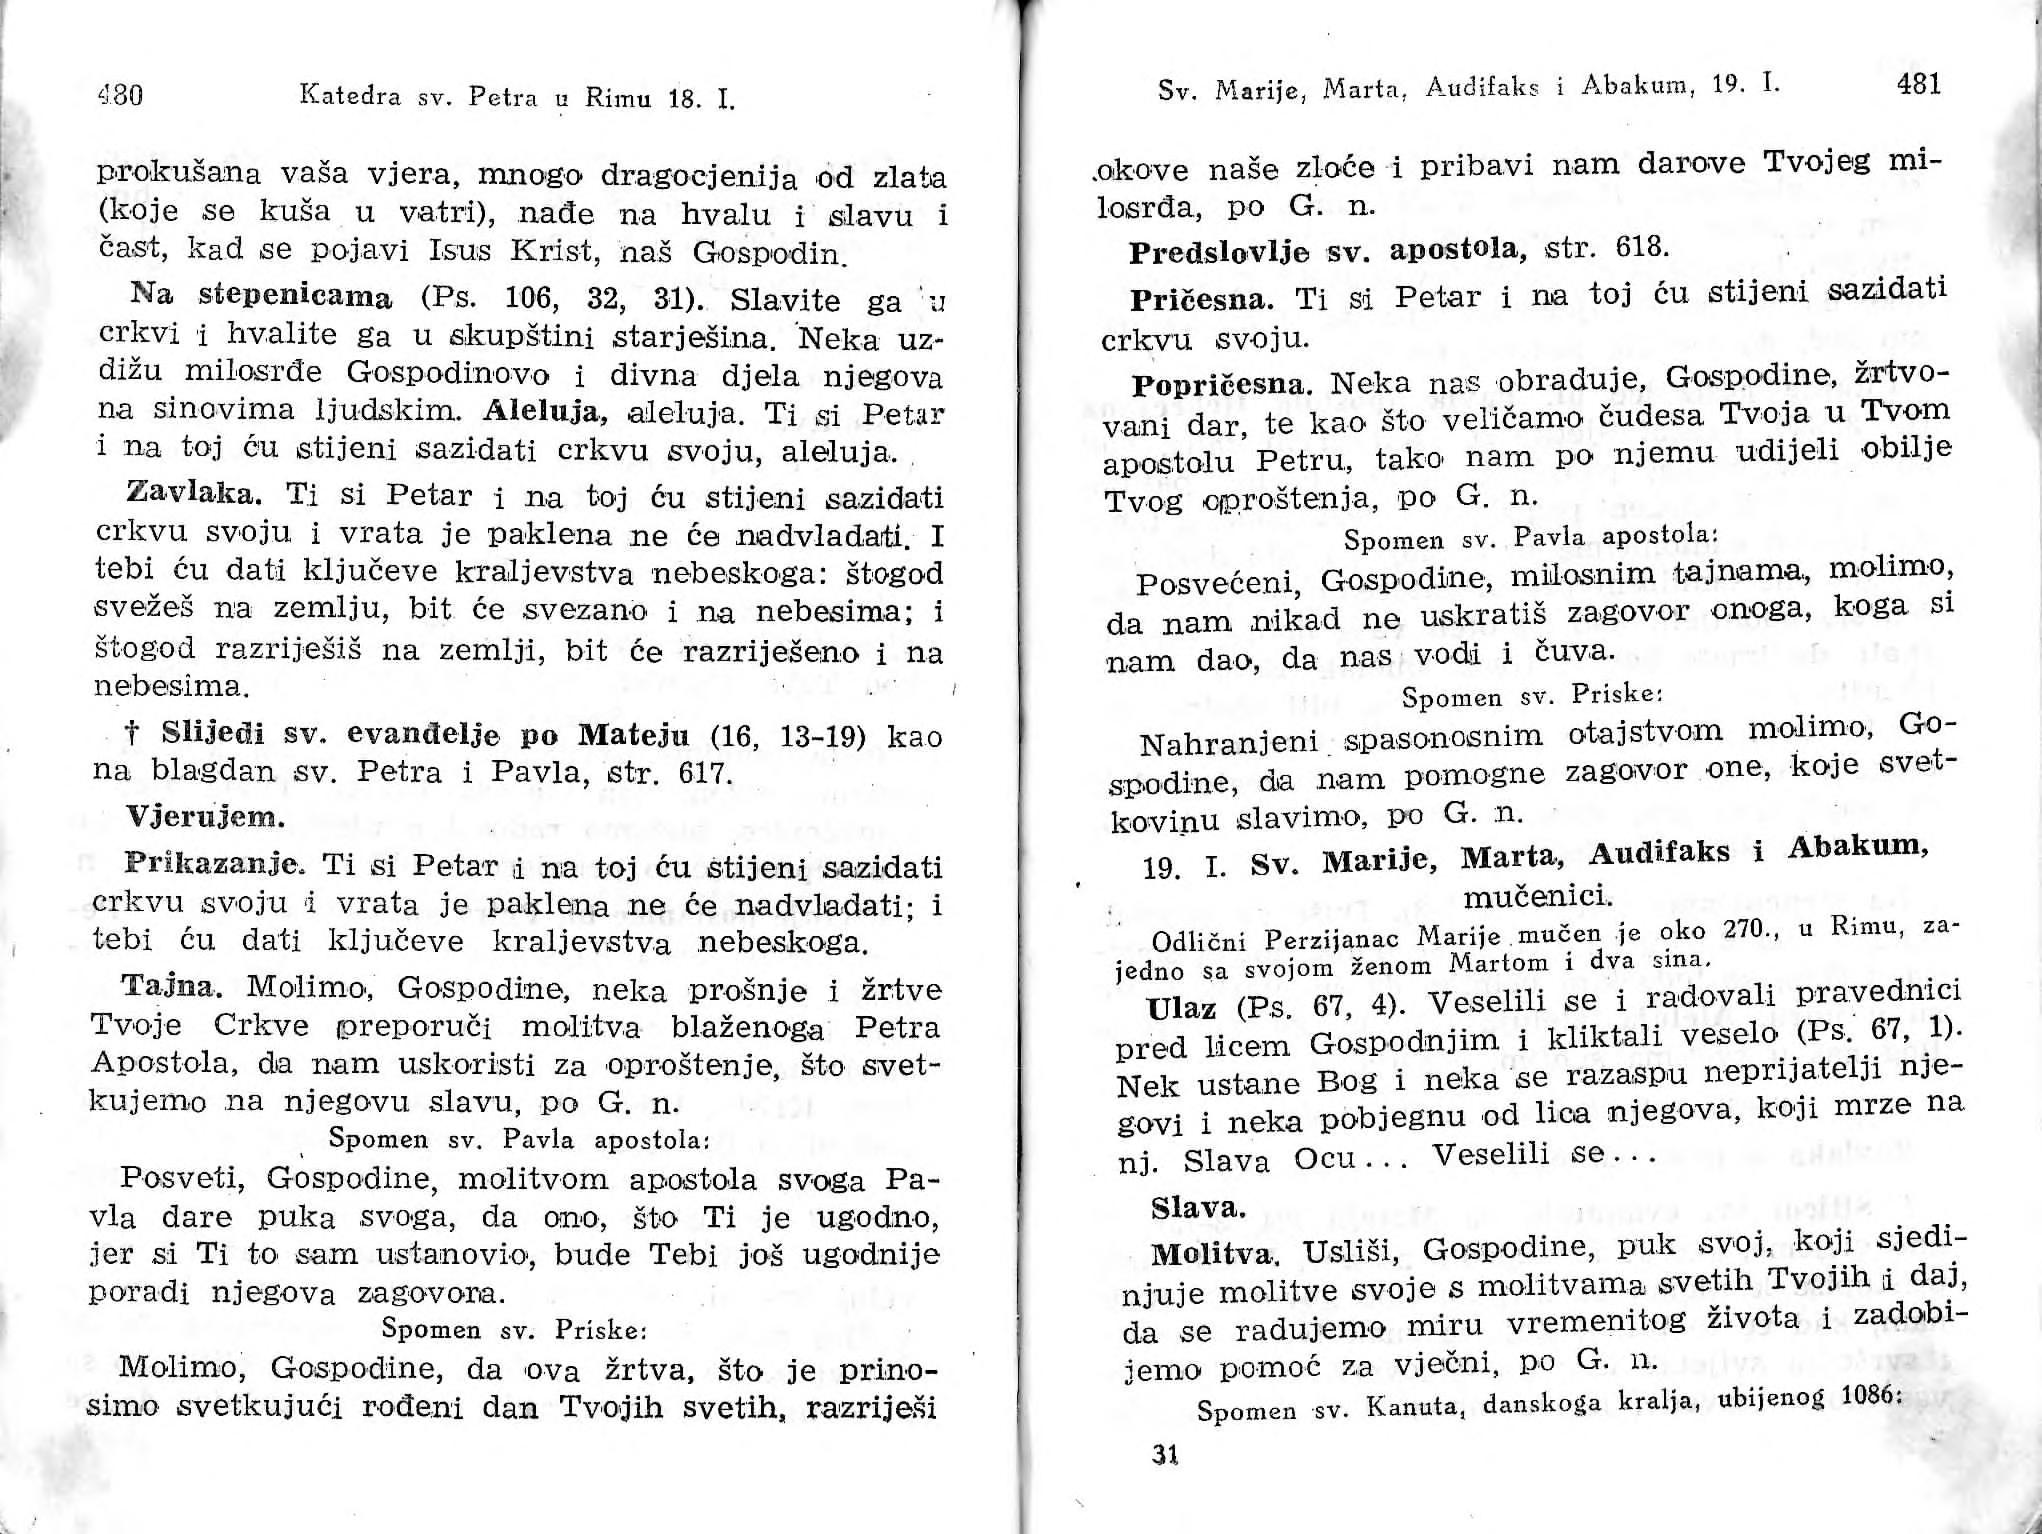 480 Katedra sv. Petra u Rimu 18. I.
prokušana vaša vjera, mnogo dragocjenija od zlata
(koje se kuša u vatri), nađe na hvalu i slavu i
čast, kad se pojavi Isus Krist, naš Gospodin.
Na stepenicama (Ps. 106, 32, 31). Slavite ga u
crkvi i hvalite ga u skupštini starješina. Neka uz-
dižu milosrđe Gospodinovo i divna djela njegova
na sinovima ljudskim. Aleluja, aleluja. Ti si Petar
i na toj ću stijeni sazidati crkvu svoju, aleluja.
Zavlaka. Ti si Petar i na toj ću stijeni sazidati
crkvu svoju i vrata je paklena ne će nadvladati. I
tebi ću dati ključeve kraljevstva nebeskoga: štogod
svežeš na zemlju, bit će svezano i na nebesima; i
štogod razriješiš na zemlji, bit će razriješeno i na
nebesima.
† Slijedi sv. evanđelje po Mateju (16, 13-19) kao
na blagdan sv. Petra i Pavla, str. 617.
Vjerujem.
Prikazanje. Ti si Petar i na toj ću stijeni sazidati
crkvu svoju i vrata je paklena ne će nadvladati; i
tebi ću dati ključeve kraljevstva nebeskoga.
Tajna. Molimo, Gospodine, neka prošnje i žrtve
Tvoje Crkve preporuči molitva blaženoga Petra
Apostola, da nam uskoristi za oproštenje, što svet-
kujemo na njegovu slavu, po G. n.
Spomen sv. Pavla apostola:
Posveti, Gospodine, molitvom apostola svoga Pa-
vla dare puka svoga, da ono, što Ti je ugodno,
jer si Ti to sam ustanovio, bude Tebi još ugodnije
poradi njegova zagovora.
Spomen sv. Priske:
Molimo, Gospodine, da ova žrtva, što je prino-
simo svetkujući rođeni dan Tvojih svetih, razriješi
Sv. Marije, Marta, Audifaks i Abakum, 19. I. 481
okove naše zloće i pribavi nam darove Tvojeg mi-
losrđa, po G. n.
Predslovlje sv. apostola, str. 618.
Pričesna. Ti si Petar i na toj ću stijeni sazidati
crkvu svoju.
Popričesna. Neka nas obraduje, Gospodine, žrtvo-
vani dar, te kao što veličamo čudesa Tvoja u Tvom
apostolu Petru, tako nam po njemu udijeli obilje
Tvog oproštenja, po G. n.
Spomen sv. Pavla apostola:
Posvećeni, Gospodine, milosnim tajnama, molimo,
da nam nikad ne uskratiš zagovor onoga, koga si
nam dao, da nas vodi i čuva.
Spomen sv. Priske:
Nahranjeni spasonosnim otajstvom molimo, Go-
spodine, da nam pomogne zagovor one, koje svet-
kovinu slavimo, po G. n.
19. I. Sv. Marije, Marta, Audifaks i Abakum,
mučenici.
Odlični Perzijanac Marije mučen je oko 270., u Rimu, za-
jedno sa svojom ženom Martom i dva sina.
Ulaz (Ps. 67, 4). Veselili se i radovali pravednici
pred licem Gospodnjim i kliktali veselo (Ps. 67, 1).
Nek ustane Bog i neka se razaspu neprijatelji nje-
govi i neka pobjegnu od lica njegova, koji mrze na
nj. Slava Ocu... Veselili se...
Slava.
Molitva. Usliši, Gospodine, puk svoj, koji sjedi-
njuje molitve svoje s molitvama svetih Tvojih i daj,
da se radujemo miru vremenitog života i zadobi-
jemo pomoć za vječni, po G. n.
Spomen sv. Kanuta, danskoga kralja, ubijenog 1086:
31